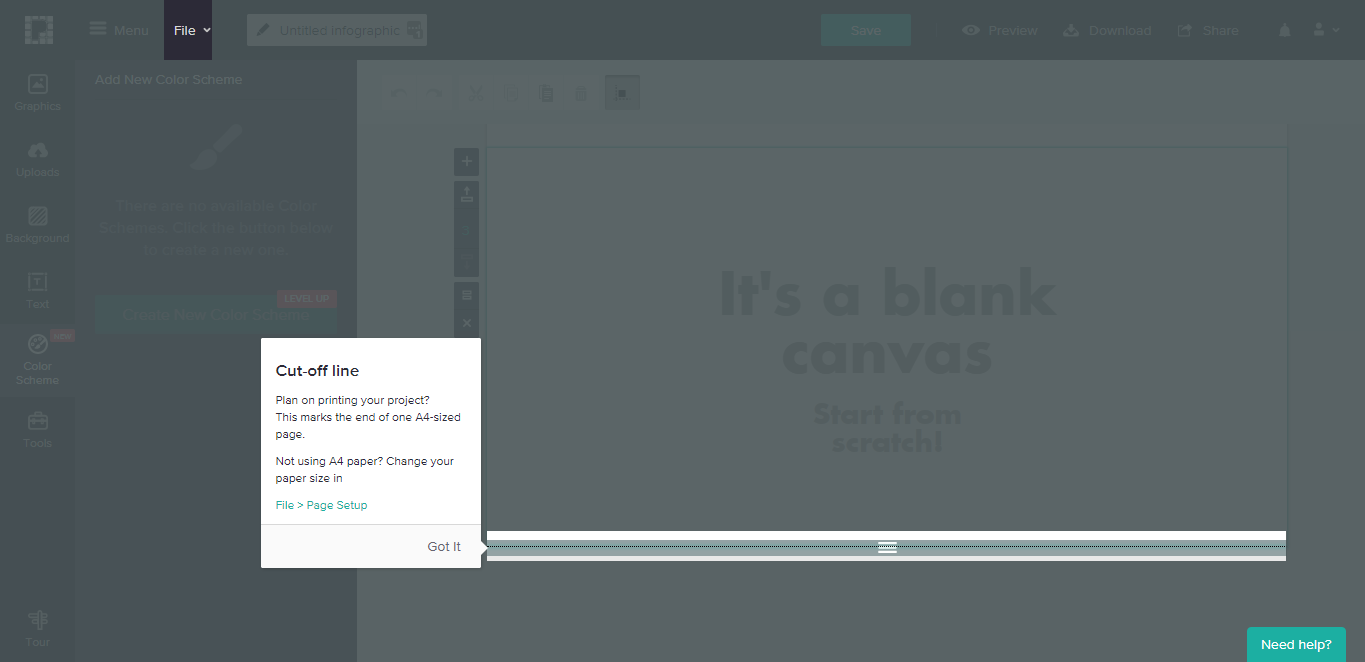 Menu
File
Untitled Infographic
Save
Preview
Download
Share
Graphics
Uploads
Background
Text
NEW
Color
Scheme
Tools
Tour
Add New Color Scheme
There are no available Color
Schemes. Click the button below
to create a new one.
LEVEL UP
Create New Color Scheme
It's a blank
canvas
Start from
scratch!
Cut-off line
Plan on printing your project?
This marks the end of one A4-sized
page.
Not using A4 paper? Change your
paper size in
File > Page Setup
Got It
Need help?